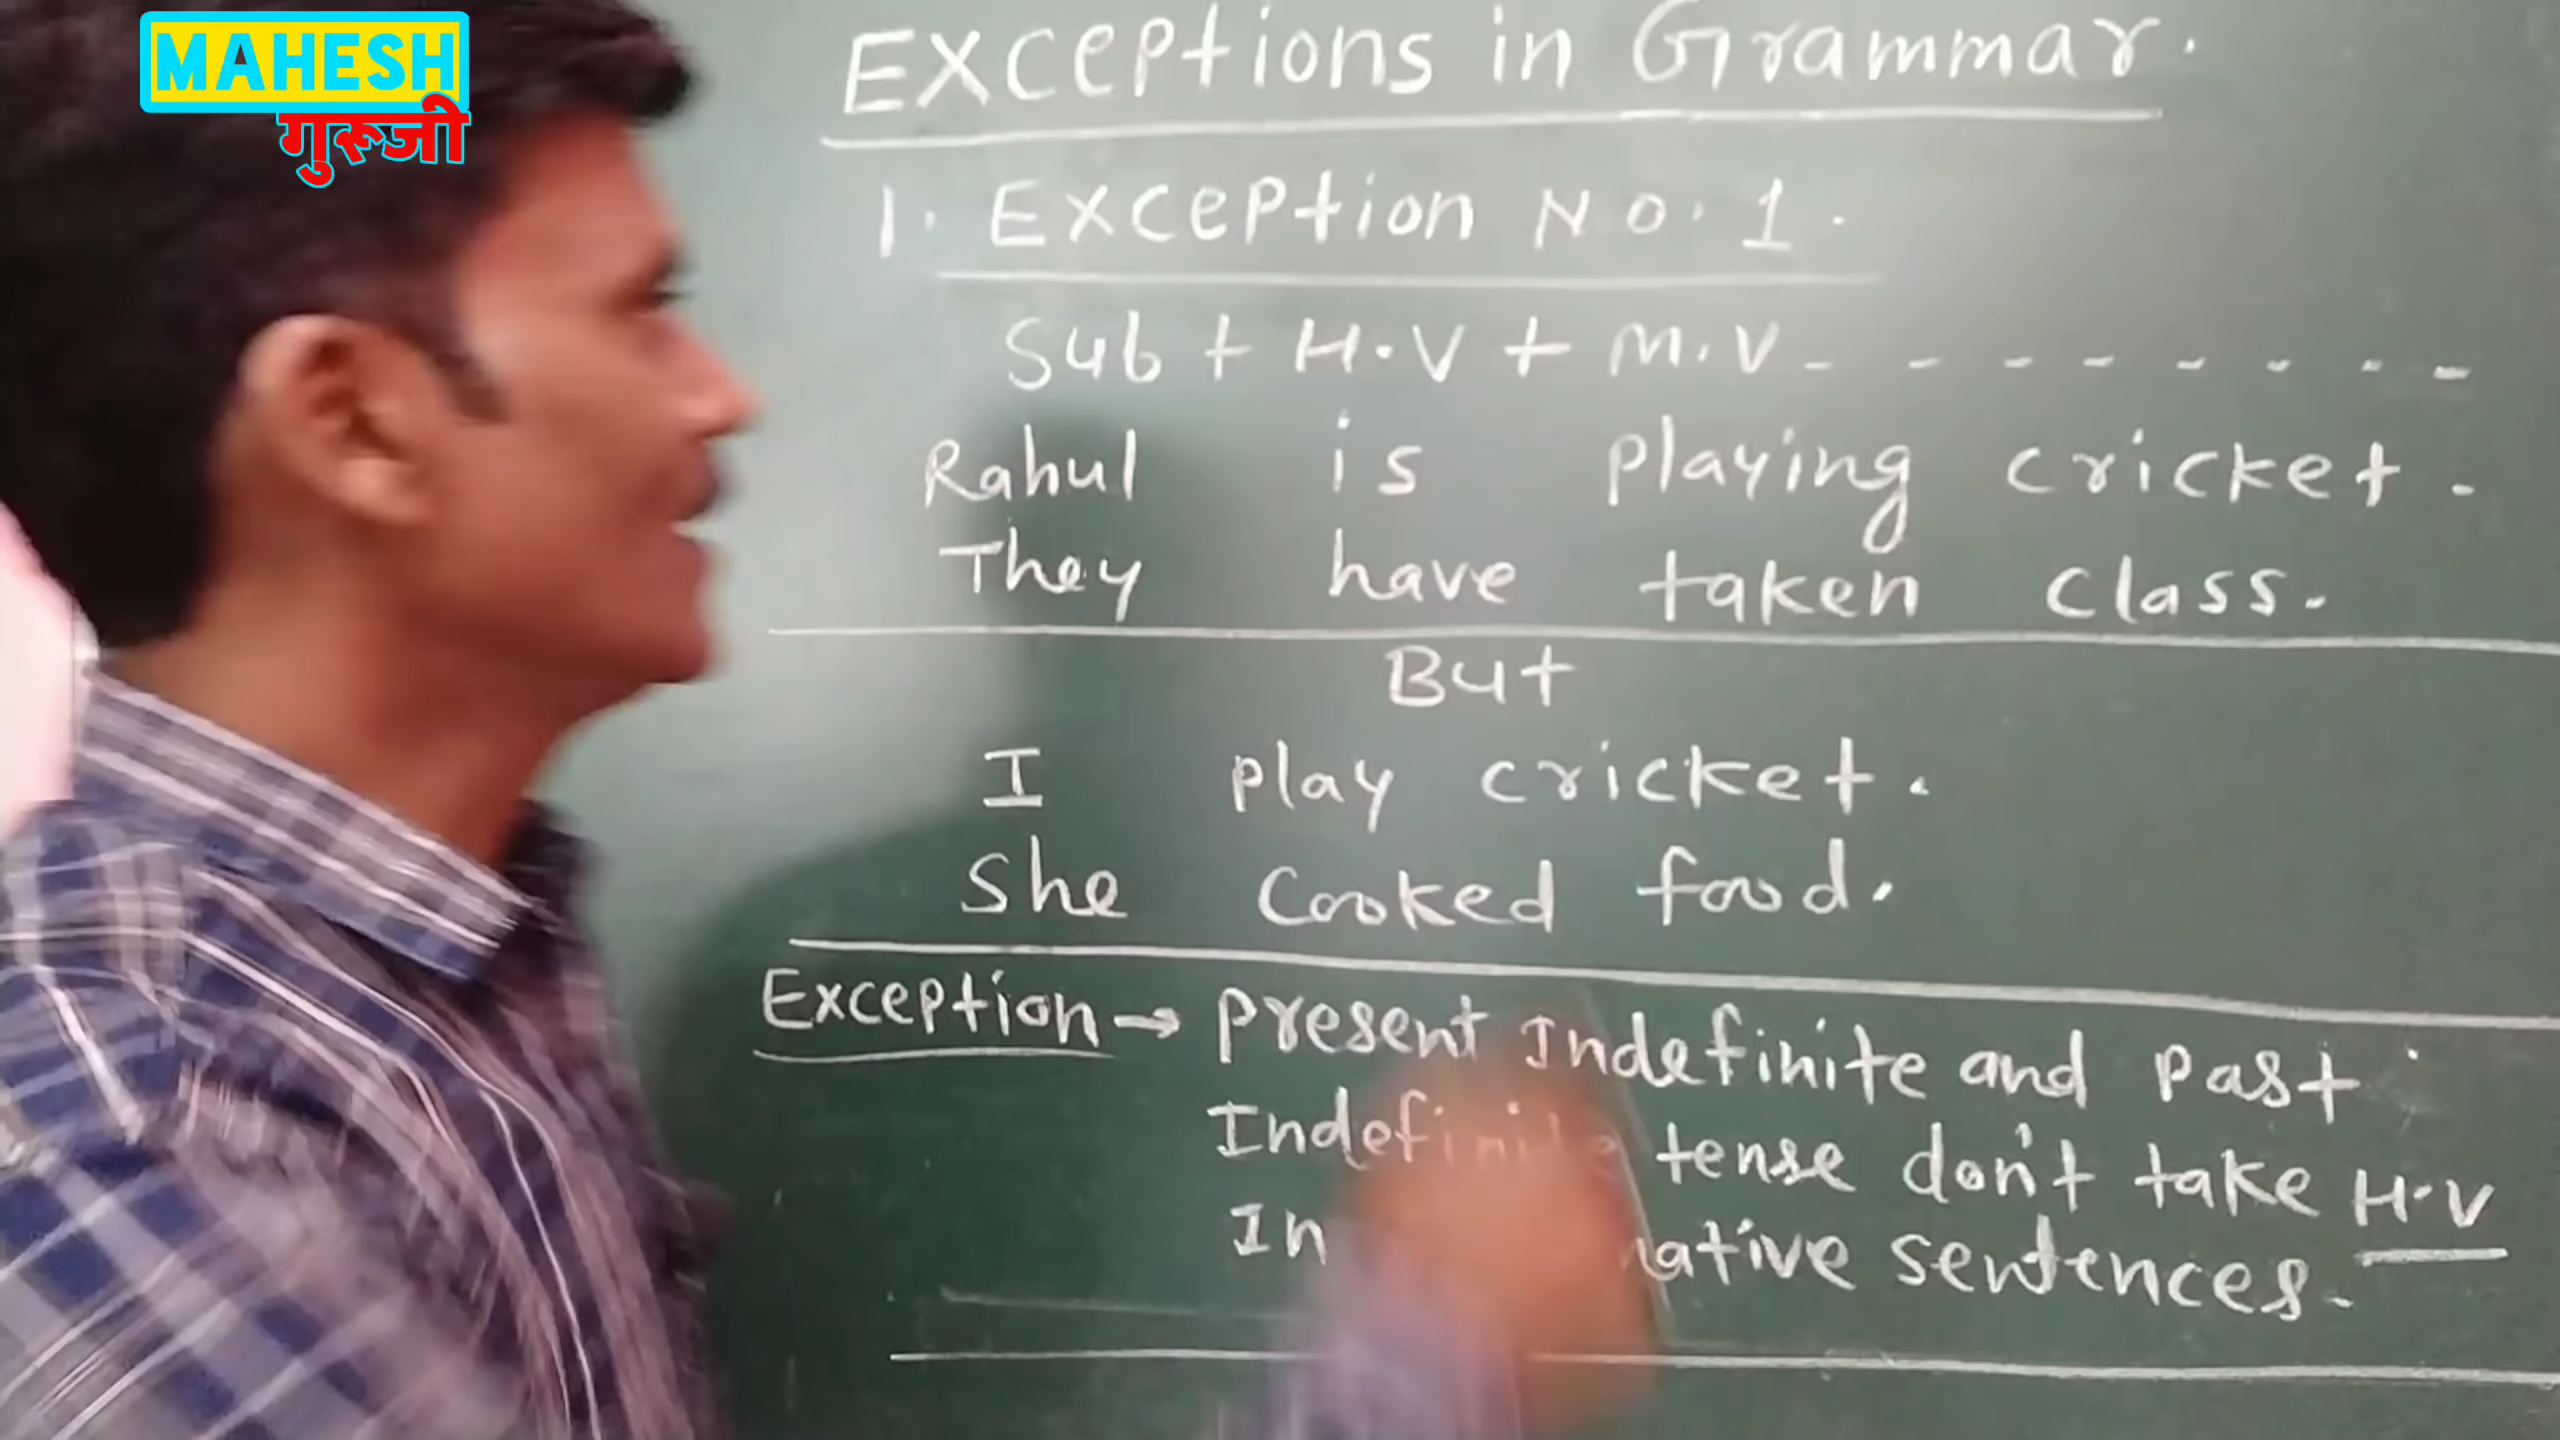 MAHESH
गुरूजी
Exceptions in Grammar.
1. Exception No. 1.
Sub + H.V + M.V - - - - - - - -
Rahul is playing cricket.
They have taken class.
But
I play cricket.
She cooked food.
Exception → Present Indefinite and Past
Indefinite tense don't take H.V
In sentences.